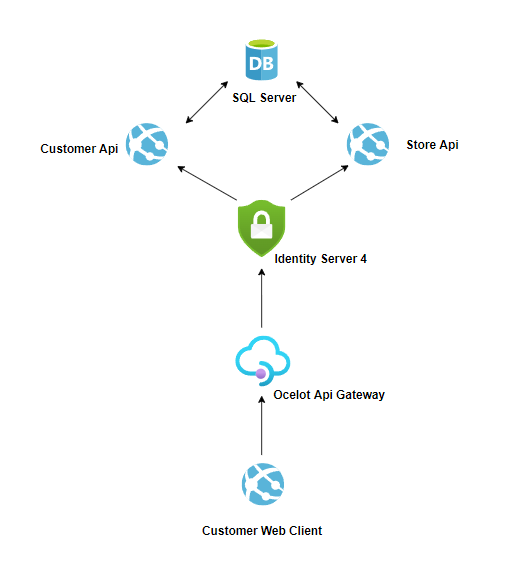 DB
SQL Server
Customer Api
Store Api
Identity Server 4
Ocelot Api Gateway
Customer Web Client